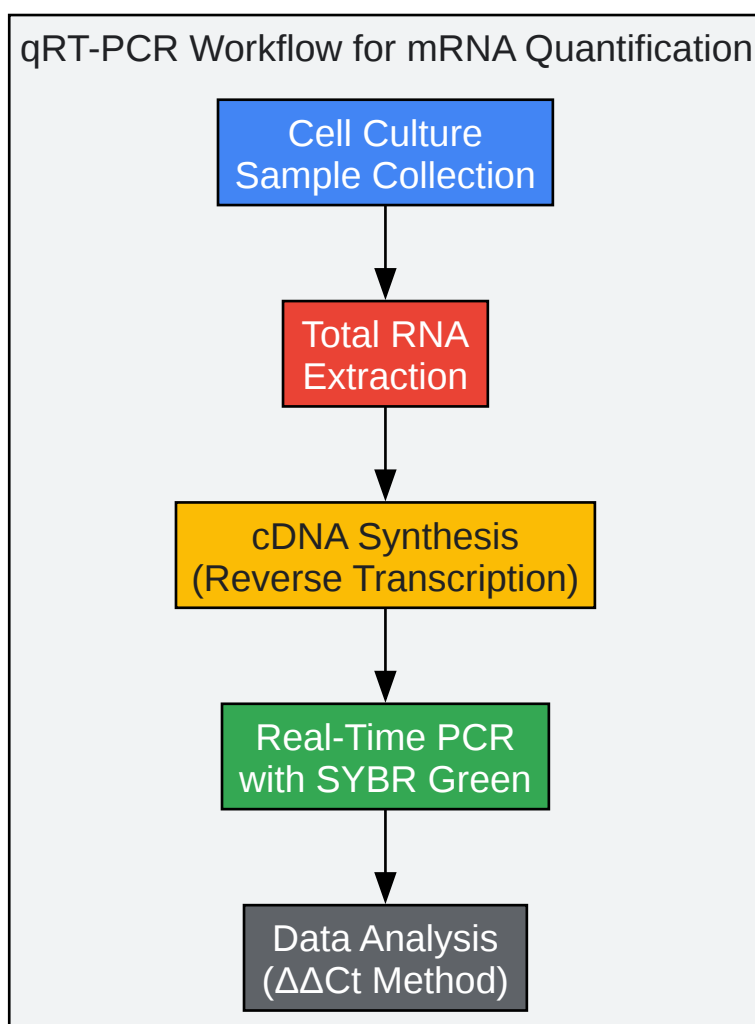 qRT-PCR Workflow for mRNA Quantification
Cell Culture
Sample Collection
Total RNA
Extraction
cDNA Synthesis
(Reverse Transcription)
Real-Time PCR
with SYBR Green
Data Analysis
(ΔΔCt Method)